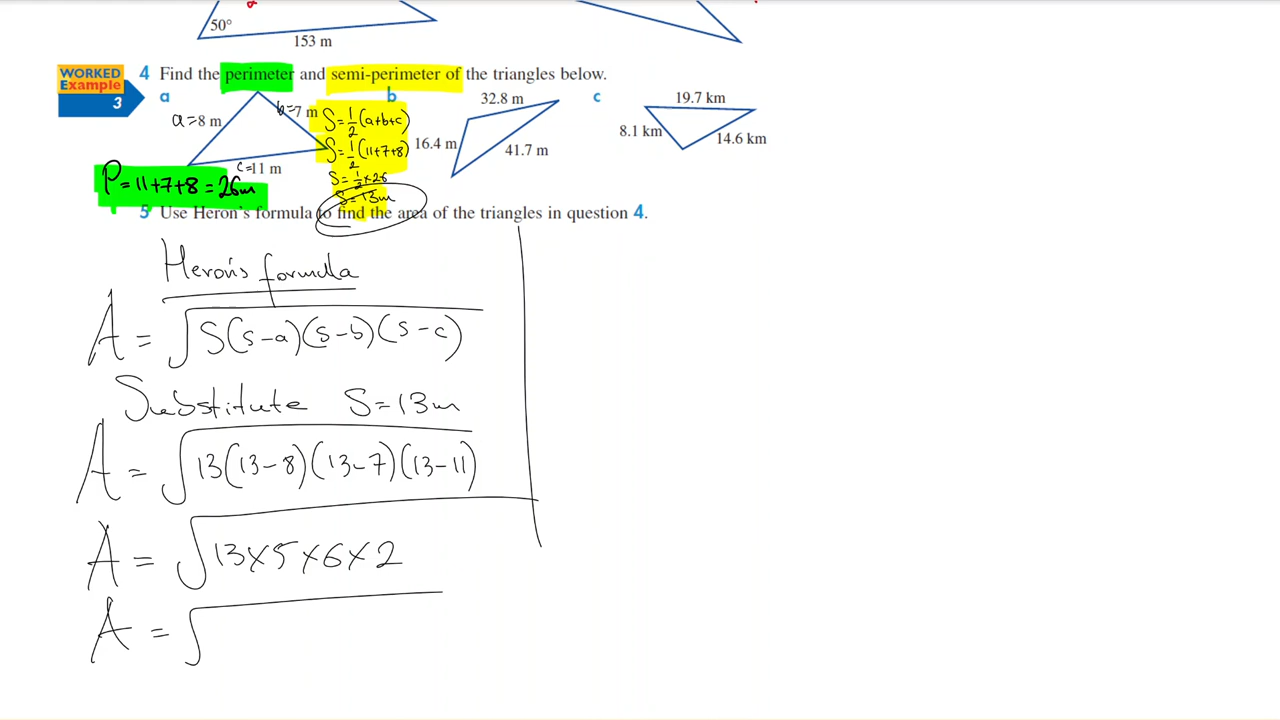 50°
153 m
WORKED Example 3
4 Find the perimeter and semi-perimeter of the triangles below.
a
a=8 m
b=7 m
c=11 m
P=11+7+8=26m
S=1/2(a+b+c)
S=1/2(11+7+8)
S=1/2×26
S=13m
b
32.8 m
16.4 m
41.7 m
c
19.7 km
8.1 km
14.6 km
5 Use Heron's formula to find the area of the triangles in question 4.
Heron's formula
A = √S(s-a)(s-b)(s-c)
Substitute S=13m
A = √13(13-8)(13-7)(13-11)
A = √13×5×6×2
A = √